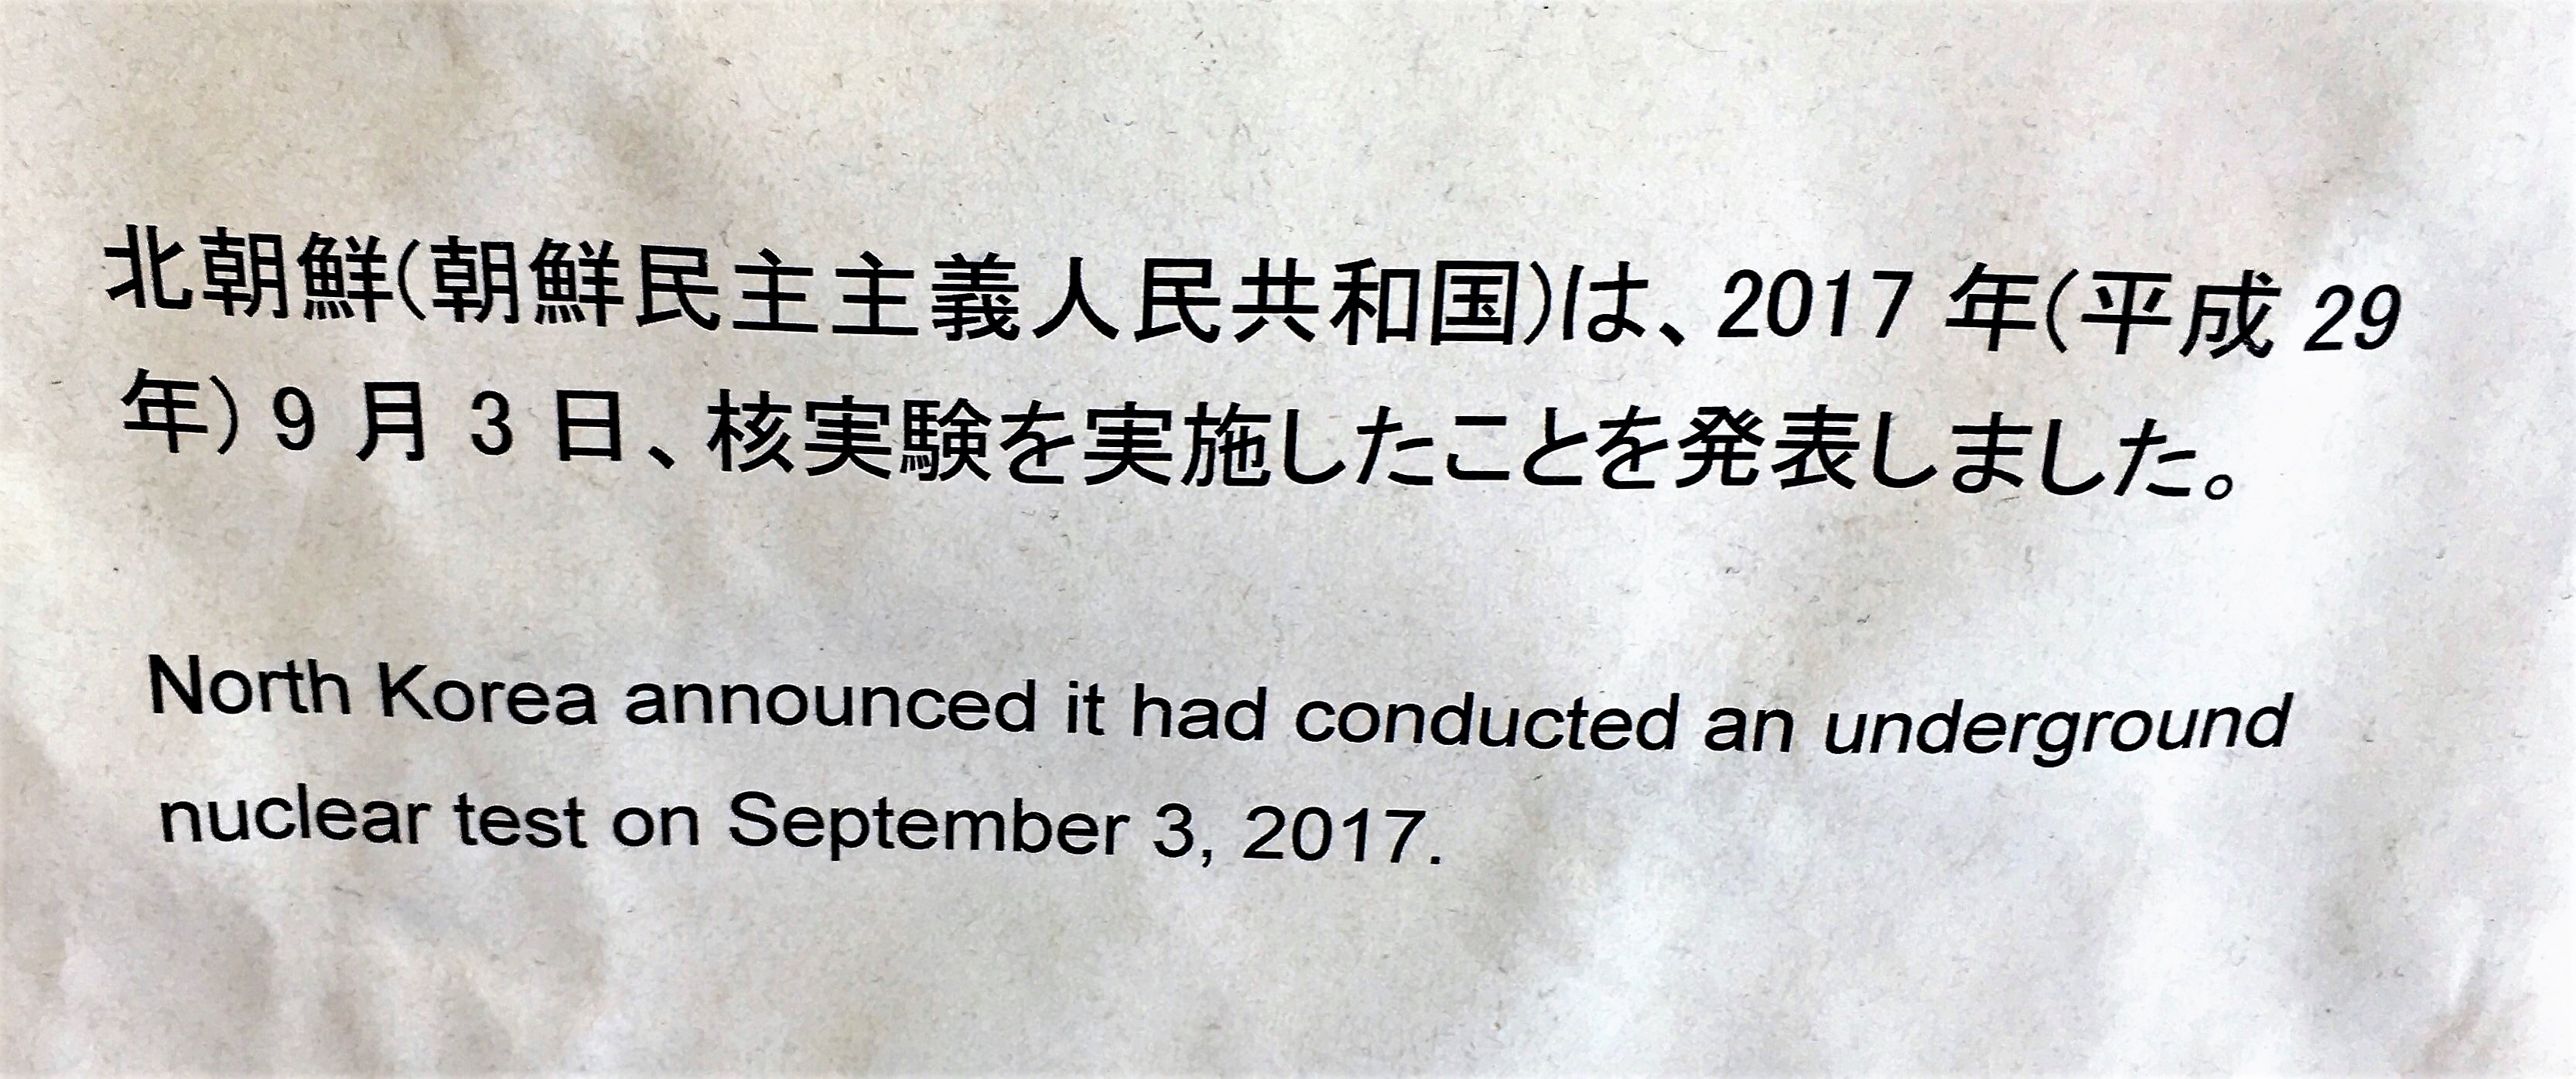 北朝鮮(朝鮮民主主義人民共和国)は、2017 年(平成 29
年) 9 月 3 日、核実験を実施したことを発表しました。
North Korea announced it had conducted an underground
nuclear test on September 3, 2017.